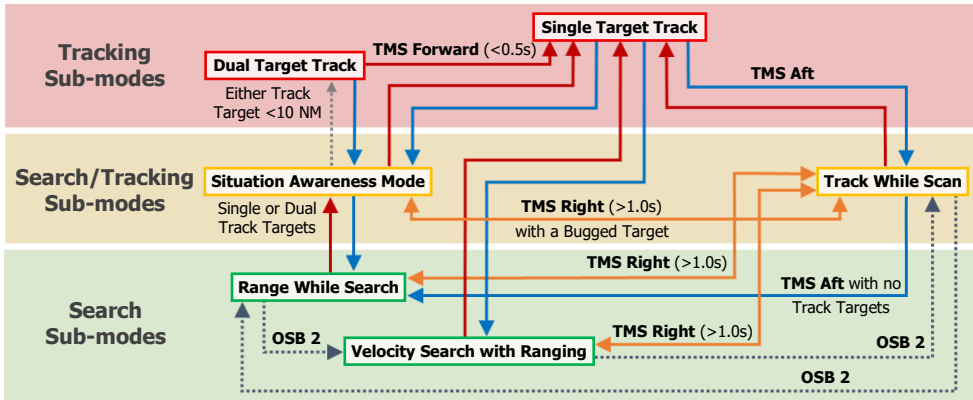 Tracking
Sub-modes
Single Target Track
TMS Forward (<0.5s)
Dual Target Track
TMS Aft
Either Track
Target <10 NM
Search/Tracking
Sub-modes
Situation Awareness Mode
Track While Scan
Single or Dual
Track Targets
TMS Right (>1.0s)
with a Bugged Target
TMS Right (>1.0s)
Search
Sub-modes
Range While Search
TMS Aft with no
Track Targets
OSB 2
TMS Right (>1.0s)
Velocity Search with Ranging
OSB 2
OSB 2